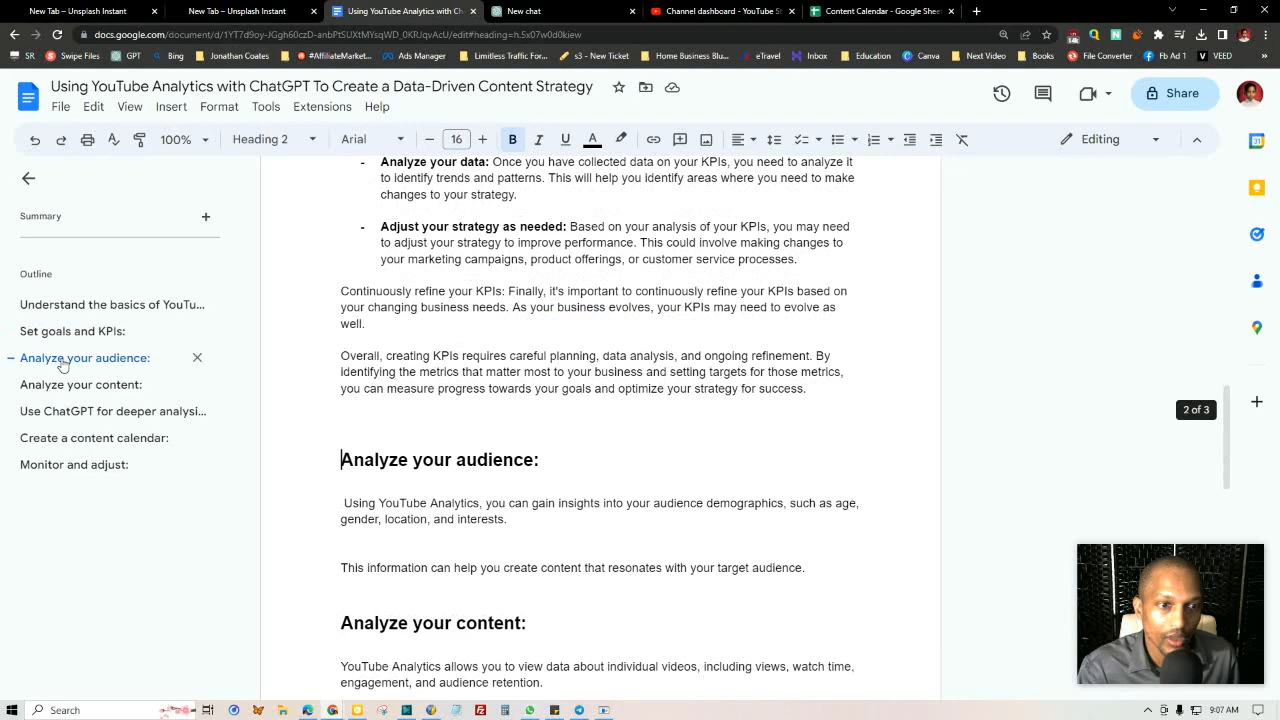 New Tab – Unsplash Instant
New Tab – Unsplash Instant
Using YouTube Analytics with Ch
New chat
Channel dashboard - YouTube St
Content Calendar - Google Shee
docs.google.com/document/d/
edit#heading=h.5x07w0d0kiew
SQ
Swipe Files
GPT
Bing
Jonathan Coates
#AffiliateMarket...
Ads Manager
Limitless Traffic For...
s3 - New Ticket
Home Business Blu...
eTravel
Inbox
Education
Canva
Next Video
File Converter
Fb Ad 1
VEED
Using YouTube Analytics with ChatGPT To Create a Data-Driven Content Strategy
Share
File Edit View Insert Format Tools Extensions Help
100% Heading 2 Arial 16 B I U A Editing
- Analyze your data: Once you have collected data on your KPIs, you need to analyze it
to identify trends and patterns. This will help you identify areas where you need to make
changes to your strategy.
Summary
- Adjust your strategy as needed: Based on your analysis of your KPIs, you may need
to adjust your strategy to improve performance. This could involve making changes to
your marketing campaigns, product offerings, or customer service processes.
Outline
Understand the basics of YouTu...
Set goals and KPIs:
Analyze your audience:
Analyze your content:
Use ChatGPT for deeper analysi...
Create a content calendar:
Monitor and adjust:
Continuously refine your KPIs: Finally, it's important to continuously refine your KPIs based on
your changing business needs. As your business evolves, your KPIs may need to evolve as
well.
Overall, creating KPIs requires careful planning, data analysis, and ongoing refinement. By
identifying the metrics that matter most to your business and setting targets for those metrics,
you can measure progress towards your goals and optimize your strategy for success.
2 of 3
Analyze your audience:
Using YouTube Analytics, you can gain insights into your audience demographics, such as age,
gender, location, and interests.
This information can help you create content that resonates with your target audience.
Analyze your content:
YouTube Analytics allows you to view data about individual videos, including views, watch time,
engagement, and audience retention.
Search
9:07 AM